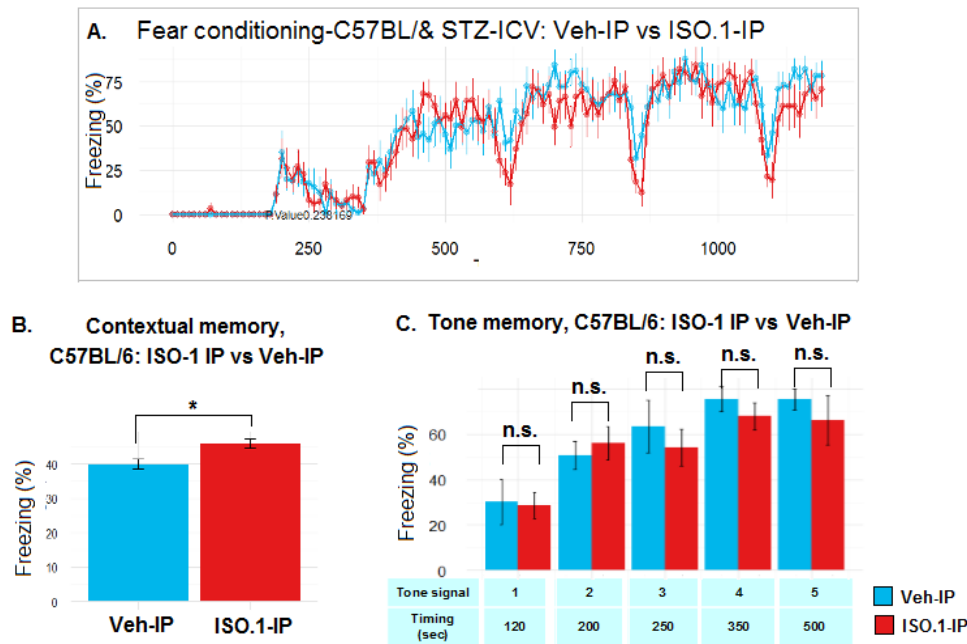 A. Fear conditioning-C57BL/& STZ-ICV: Veh-IP vs ISO.1-IP
Freezing (%)
75
50
25
0
P.Value0.238169
0 250 500 750 1000
-
B. Contextual memory,
C57BL/6: ISO-1 IP vs Veh-IP
*
Freezing (%)
40
30
20
10
0
Veh-IP ISO.1-IP
C. Tone memory, C57BL/6: ISO-1 IP vs Veh-IP
n.s. n.s. n.s. n.s. n.s.
Freezing (%)
60
40
20
0
Tone signal 1 2 3 4 5
Timing
(sec) 120 200 250 350 500
Veh-IP
ISO.1-IP